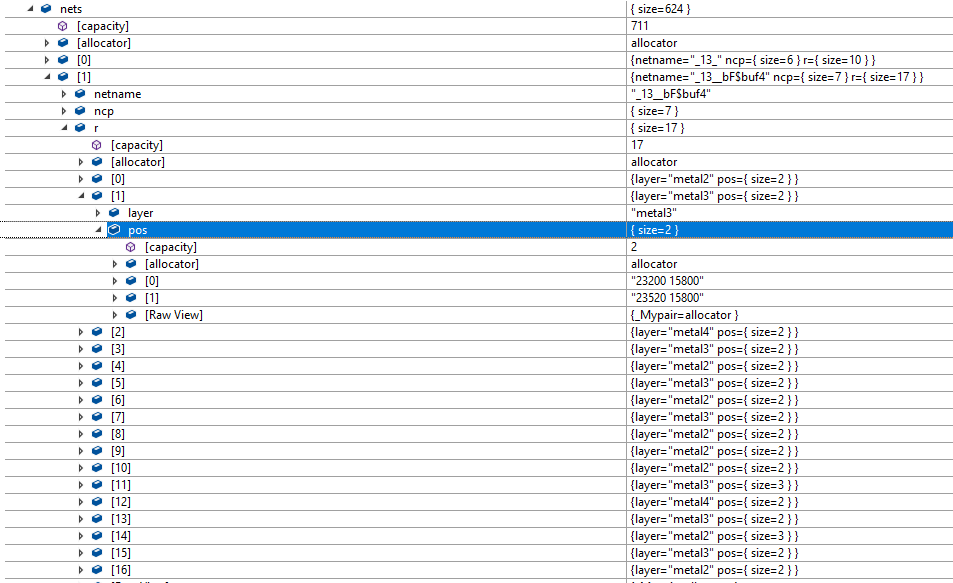 nets { size=624 }
[capacity] 711
[allocator] allocator
[0] {netname="_13_" ncp={ size=6 } r={ size=10 } }
[1] {netname="_13__bF$buf4" ncp={ size=7 } r={ size=17 } }
netname "_13__bF$buf4"
ncp { size=7 }
r { size=17 }
[capacity] 17
[allocator] allocator
[0] {layer="metal2" pos={ size=2 } }
[1] {layer="metal3" pos={ size=2 } }
layer "metal3"
pos { size=2 }
[capacity] 2
[allocator] allocator
[0] "23200 15800"
[1] "23520 15800"
[Raw View] {_Mypair=allocator }
[2] {layer="metal4" pos={ size=2 } }
[3] {layer="metal3" pos={ size=2 } }
[4] {layer="metal2" pos={ size=2 } }
[5] {layer="metal3" pos={ size=2 } }
[6] {layer="metal2" pos={ size=2 } }
[7] {layer="metal3" pos={ size=2 } }
[8] {layer="metal2" pos={ size=2 } }
[9] {layer="metal2" pos={ size=2 } }
[10] {layer="metal2" pos={ size=2 } }
[11] {layer="metal3" pos={ size=3 } }
[12] {layer="metal4" pos={ size=2 } }
[13] {layer="metal3" pos={ size=2 } }
[14] {layer="metal2" pos={ size=3 } }
[15] {layer="metal3" pos={ size=2 } }
[16] {layer="metal2" pos={ size=2 } }